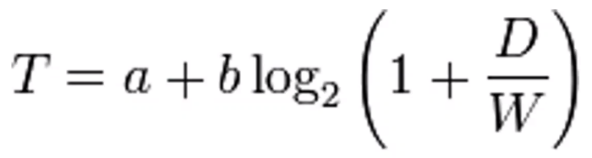 T = a + b log₂ (1 + D/W)